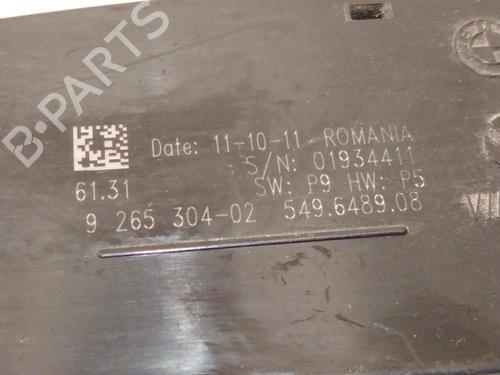 B-PARTS
Date: 11-10-11 ROMANIA
S/N: 01934411
61.31 SW: P9 HW: P5
9 265 304-02 549.6489.08